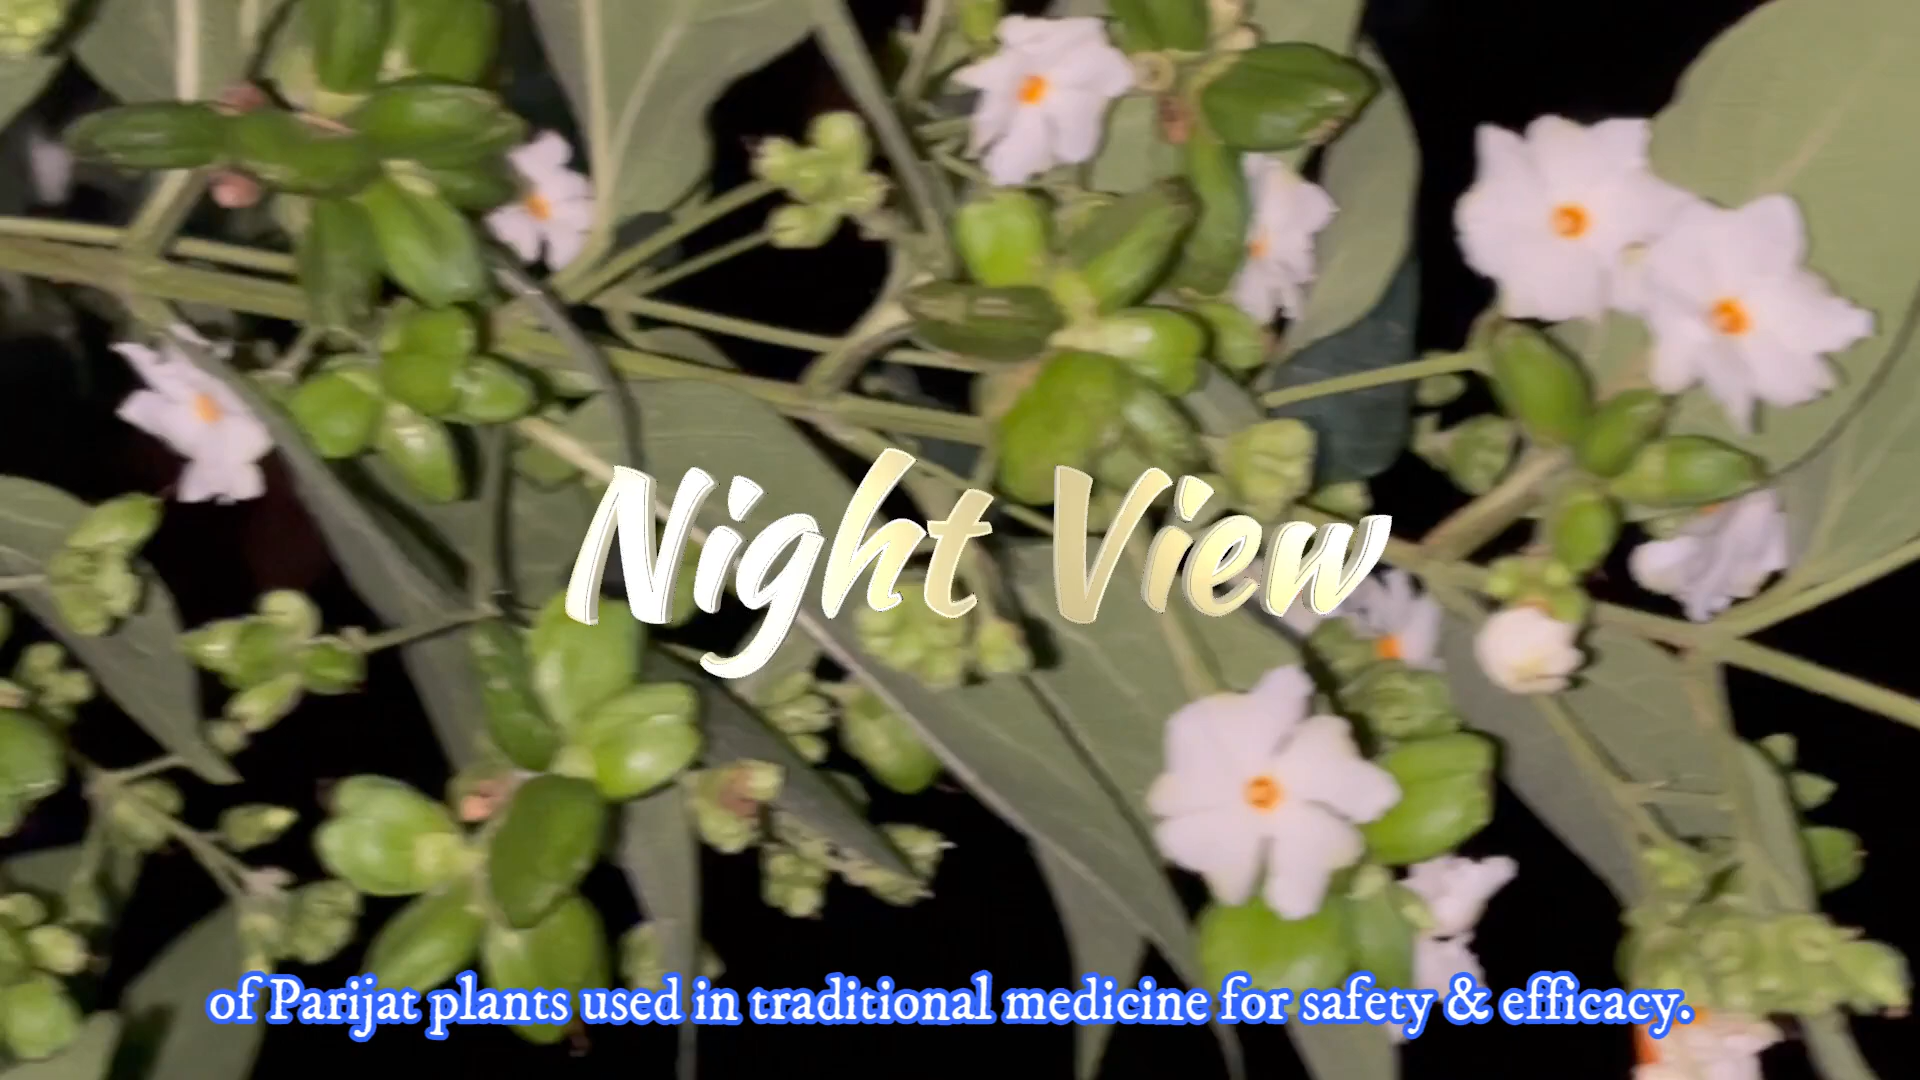 Night View
of Parijat plants used in traditional medicine for safety & efficacy.